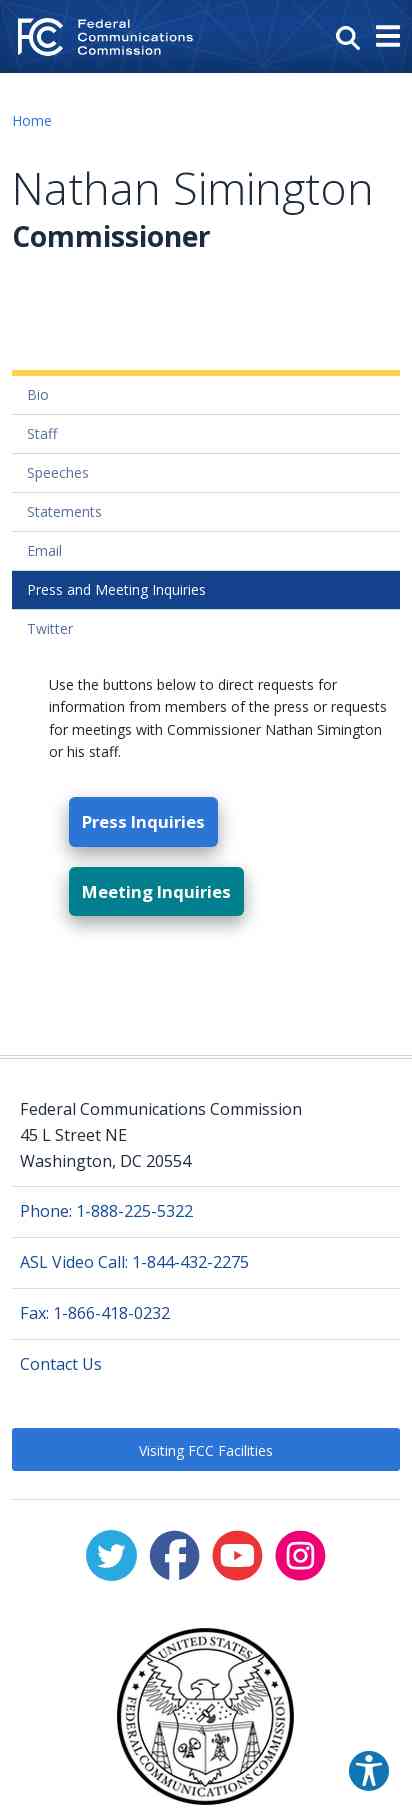 Federal
Communications
Commission
Home
Nathan Simington
Commissioner
Bio
Staff
Speeches
Statements
Email
Press and Meeting Inquiries
Twitter
Use the buttons below to direct requests for
information from members of the press or requests
for meetings with Commissioner Nathan Simington
or his staff.
Press Inquiries
Meeting Inquiries
Federal Communications Commission
45 L Street NE
Washington, DC 20554
Phone: 1-888-225-5322
ASL Video Call: 1-844-432-2275
Fax: 1-866-418-0232
Contact Us
Visiting FCC Facilities
UNITED STATES
FEDERAL COMMUNICATIONS COMMISSION